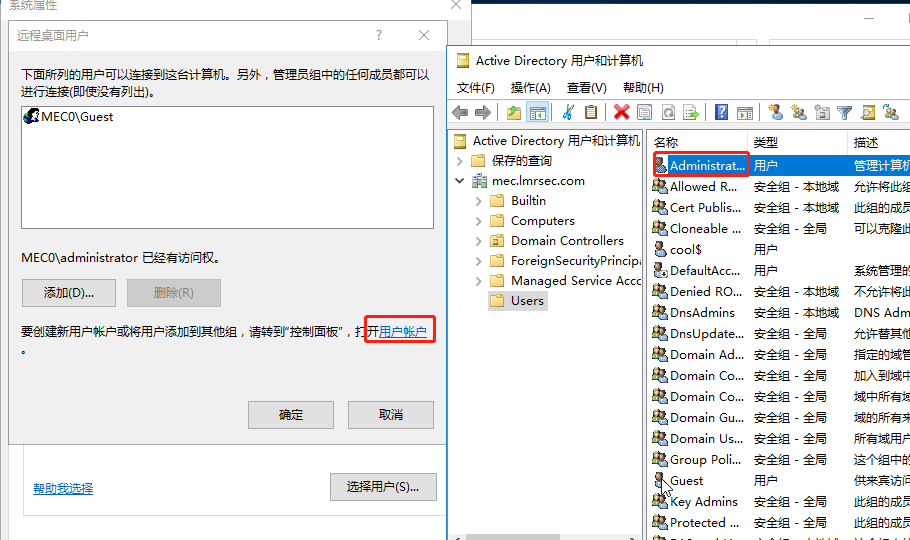 系统属性
远程桌面用户
?
下面所列的用户可以连接到这台计算机。另外，管理员组中的任何成员都可以
进行连接(即使没有列出)。
MEC0\Guest
MEC0\administrator 已经有访问权。
添加(D)...
删除(R)
要创建新用户帐户或将用户添加到其他组，请转到“控制面板”，打开用户帐户
。
确定
取消
帮助我选择
选择用户(S)...
Active Directory 用户和计算机
文件(F) 操作(A) 查看(V) 帮助(H)
Active Directory 用户和计算机
保存的查询
mec.lmrsec.com
Builtin
Computers
Domain Controllers
ForeignSecurityPrincipa
Managed Service Acco
Users
名称 类型 描述
Administrat... 用户 管理计算机
Allowed R... 安全组 - 本地域 允许将此组
Cert Publis... 安全组 - 本地域 此组的成员
Cloneable ... 安全组 - 全局 可以克隆此
cool$ 用户
DefaultAcc... 用户 系统管理的
Denied RO... 安全组 - 本地域 不允许将此
DnsAdmins 安全组 - 本地域 DNS Adm
DnsUpdate... 安全组 - 全局 允许替其他
Domain Ad... 安全组 - 全局 指定的域管
Domain Co... 安全组 - 全局 加入到域中
Domain Co... 安全组 - 全局 域中所有域
Domain Gu... 安全组 - 全局 域的所有来
Domain Us... 安全组 - 全局 所有域用户
Group Poli... 安全组 - 全局 这个组中的
Guest 用户 供来宾访问
Key Admins 安全组 - 全局 此组的成员
Protected ... 安全组 - 全局 此组的成员